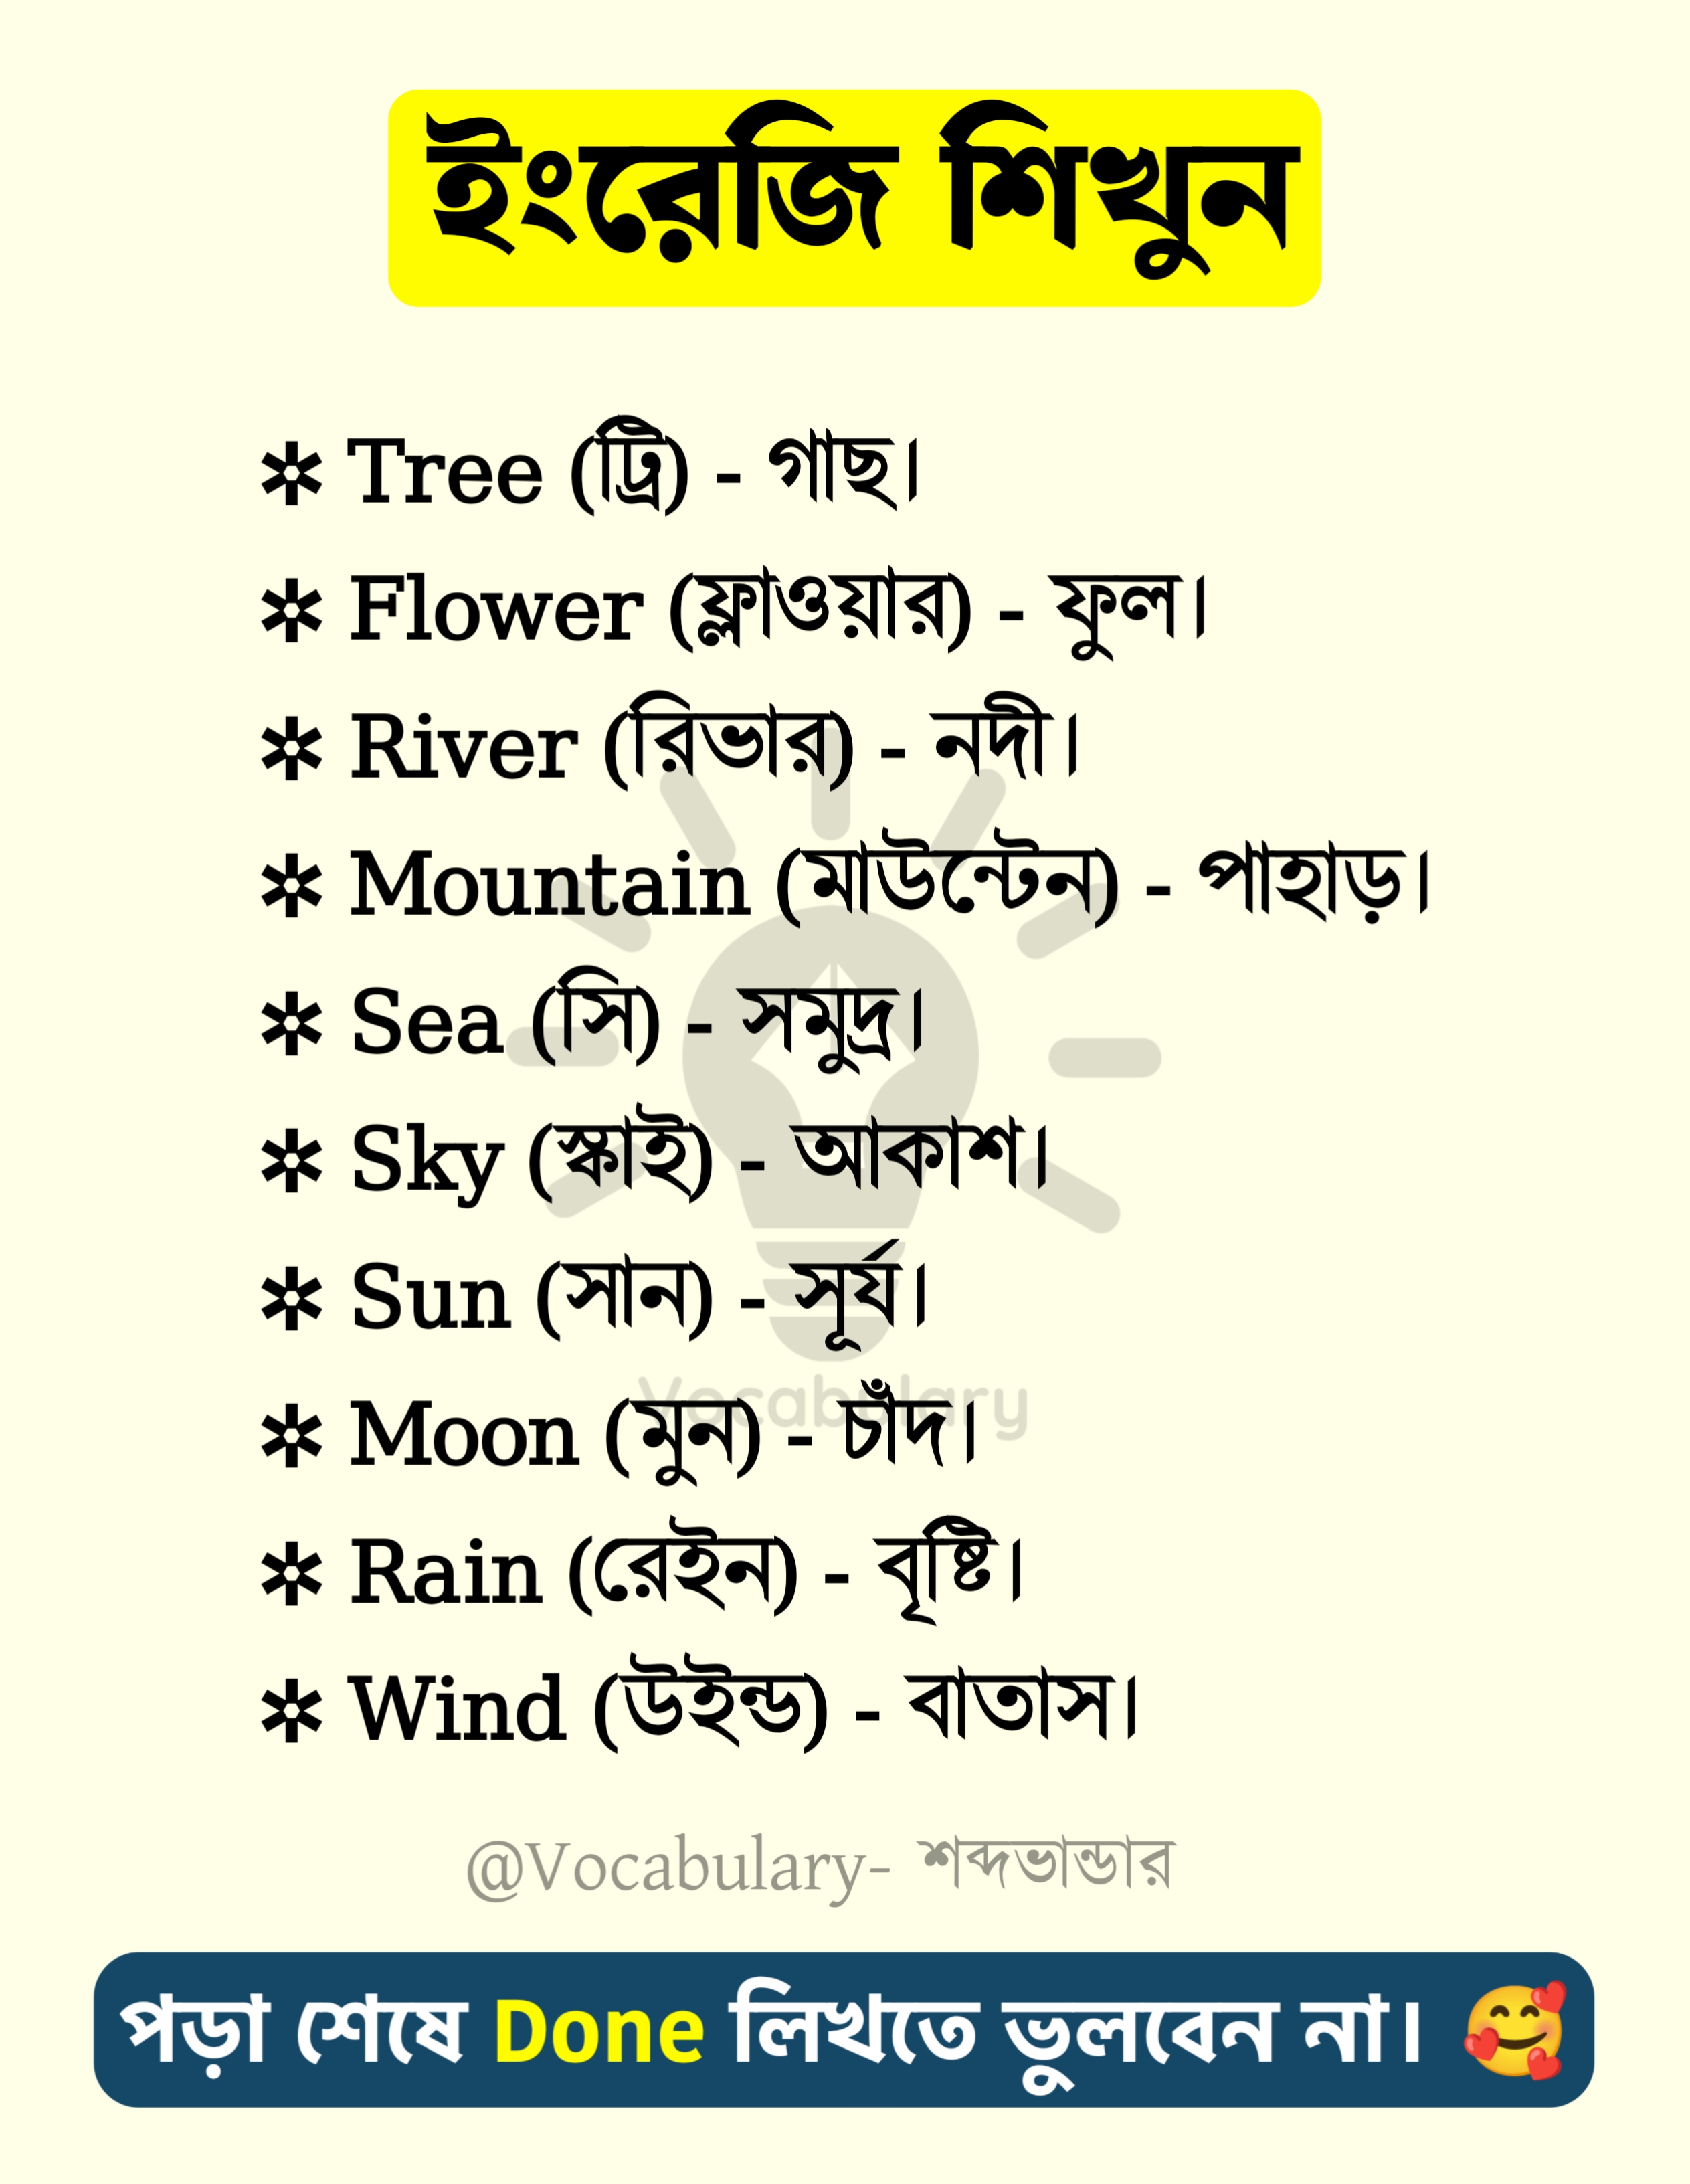 ইংরেজি শিখুন
* Tree (ট্রি) - গাছ।
* Flower (ফ্লাওয়ার) - ফুল।
* River (রিভার) - নদী।
* Mountain (মাউন্টেন) - পাহাড়।
* Sea (সি) - সমুদ্র।
* Sky (স্কাই) - আকাশ।
* Sun (সান) - সূর্য।
* Moon (মুন) - চাঁদ।
Vocabulary
* Rain (রেইন) - বৃষ্টি।
* Wind (উইন্ড) - বাতাস।
@Vocabulary- শব্দভান্ডার
পড়া শেষে Done লিখতে ভুলবেন না। 🥰